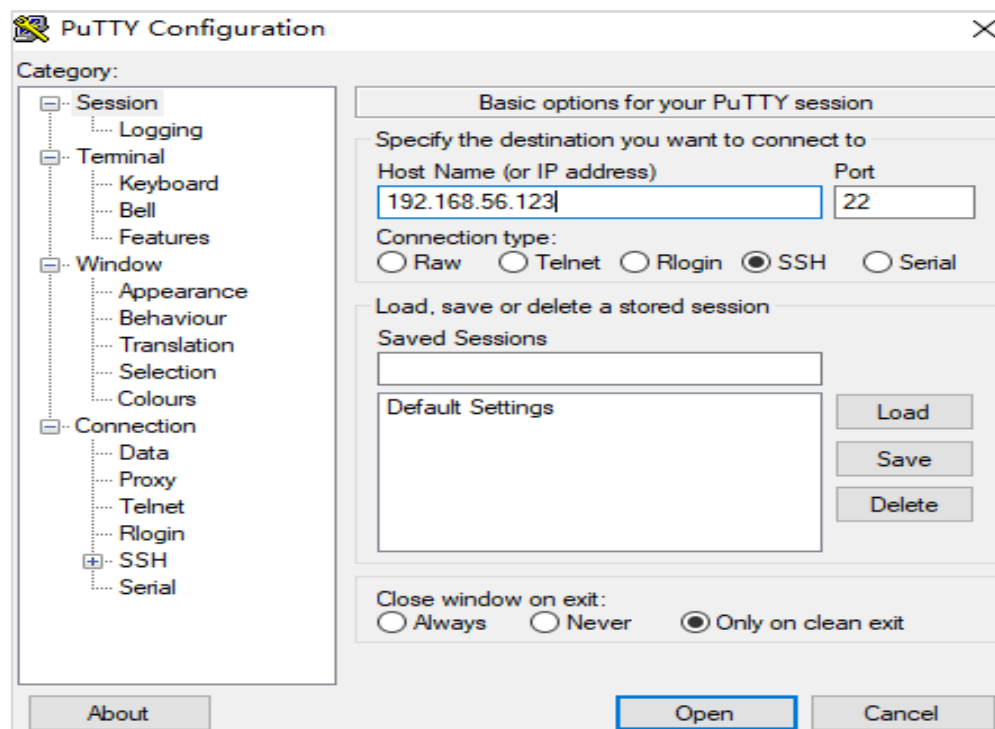 PuTTY Configuration
Category:
Session
Logging
Terminal
Keyboard
Bell
Features
Window
Appearance
Behaviour
Translation
Selection
Colours
Connection
Data
Proxy
Telnet
Rlogin
SSH
Serial
Basic options for your PuTTY session
Specify the destination you want to connect to
Host Name (or IP address) Port
192.168.56.123 22
Connection type:
Raw Telnet Rlogin SSH Serial
Load, save or delete a stored session
Saved Sessions
Default Settings
Load
Save
Delete
Close window on exit:
Always Never Only on clean exit
About Open Cancel